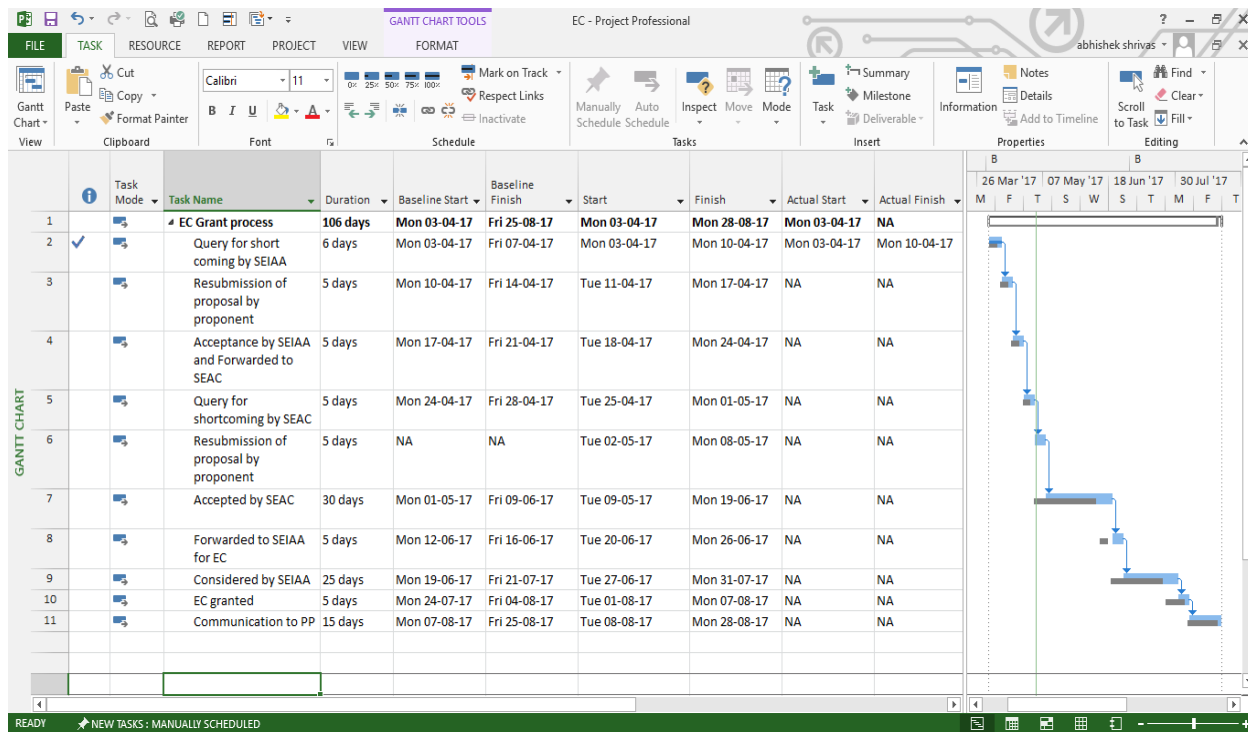 GANTT CHART TOOLS
EC - Project Professional
?
FILE TASK RESOURCE REPORT PROJECT VIEW FORMAT
abhishek shrivas
Gantt Chart
View
Paste
Cut
Copy
Format Painter
Clipboard
Calibri 11
B I U A
Font
0% 25% 50% 75% 100%
Mark on Track
Respect Links
Inactivate
Schedule
Manually Schedule
Auto Schedule
Inspect
Move
Mode
Tasks
Task
Summary
Milestone
Deliverable
Insert
Information
Notes
Details
Add to Timeline
Properties
Scroll to Task
Find
Clear
Fill
Editing
Task Mode Task Name Duration Baseline Start Baseline Finish Start Finish Actual Start Actual Finish
B B
26 Mar '17 07 May '17 18 Jun '17 30 Jul '17
M F T S W S T M F T
1 EC Grant process 106 days Mon 03-04-17 Fri 25-08-17 Mon 03-04-17 Mon 28-08-17 Mon 03-04-17 NA
2 Query for short coming by SEIAA 6 days Mon 03-04-17 Fri 07-04-17 Mon 03-04-17 Mon 10-04-17 Mon 03-04-17 Mon 10-04-17
3 Resubmission of proposal by proponent 5 days Mon 10-04-17 Fri 14-04-17 Tue 11-04-17 Mon 17-04-17 NA NA
4 Acceptance by SEIAA and Forwarded to SEAC 5 days Mon 17-04-17 Fri 21-04-17 Tue 18-04-17 Mon 24-04-17 NA NA
5 Query for shortcoming by SEAC 5 days Mon 24-04-17 Fri 28-04-17 Tue 25-04-17 Mon 01-05-17 NA NA
6 Resubmission of proposal by proponent 5 days NA NA Tue 02-05-17 Mon 08-05-17 NA NA
7 Accepted by SEAC 30 days Mon 01-05-17 Fri 09-06-17 Tue 09-05-17 Mon 19-06-17 NA NA
8 Forwarded to SEIAA for EC 5 days Mon 12-06-17 Fri 16-06-17 Tue 20-06-17 Mon 26-06-17 NA NA
9 Considered by SEIAA 25 days Mon 19-06-17 Fri 21-07-17 Tue 27-06-17 Mon 31-07-17 NA NA
10 EC granted 5 days Mon 24-07-17 Fri 04-08-17 Tue 01-08-17 Mon 07-08-17 NA NA
11 Communication to PP 15 days Mon 07-08-17 Fri 25-08-17 Tue 08-08-17 Mon 28-08-17 NA NA
GANTT CHART
READY NEW TASKS : MANUALLY SCHEDULED